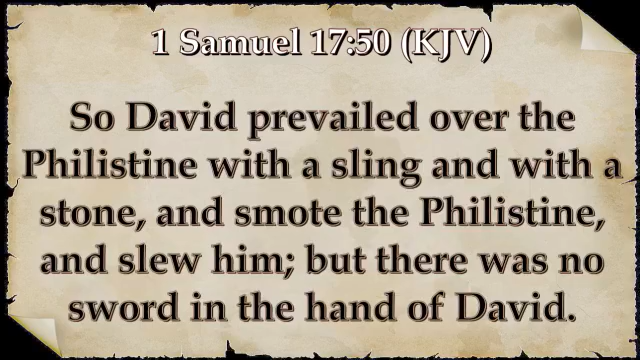 1 Samuel 17:50 (KJV)
So David prevailed over the
Philistine with a sling and with a
stone, and smote the Philistine,
and slew him; but there was no
sword in the hand of David.